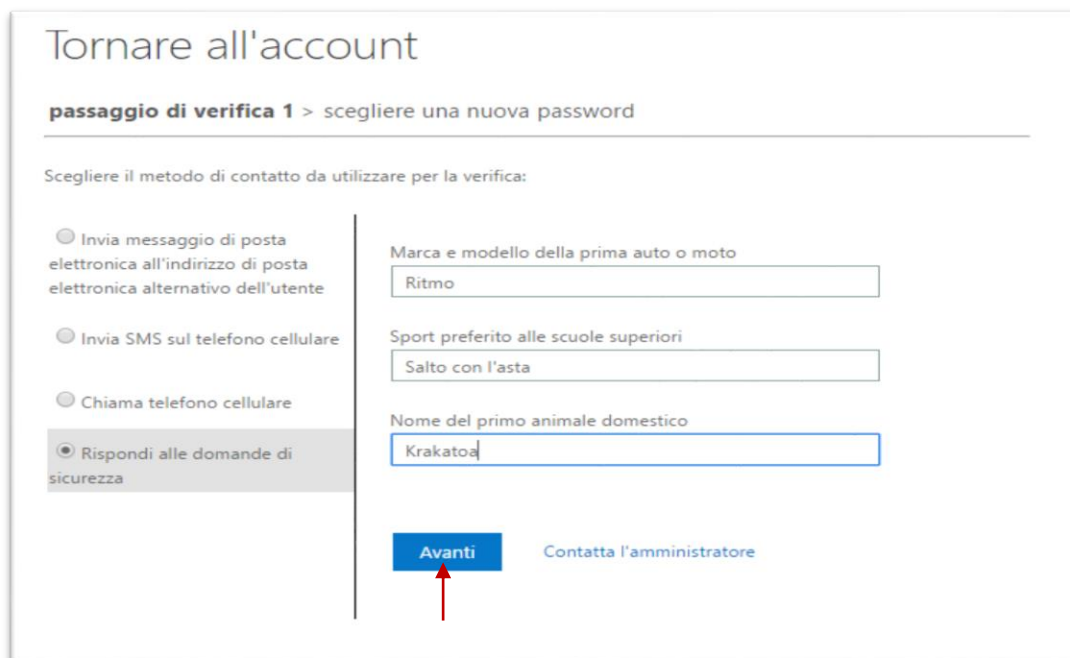 Tornare all'account
passaggio di verifica 1 > scegliere una nuova password
Scegliere il metodo di contatto da utilizzare per la verifica:
Invia messaggio di posta
elettronica all'indirizzo di posta
elettronica alternativo dell'utente
Invia SMS sul telefono cellulare
Chiama telefono cellulare
Rispondi alle domande di
sicurezza
Marca e modello della prima auto o moto
Ritmo
Sport preferito alle scuole superiori
Salto con l'asta
Nome del primo animale domestico
Krakatoa
Avanti
Contatta l'amministratore